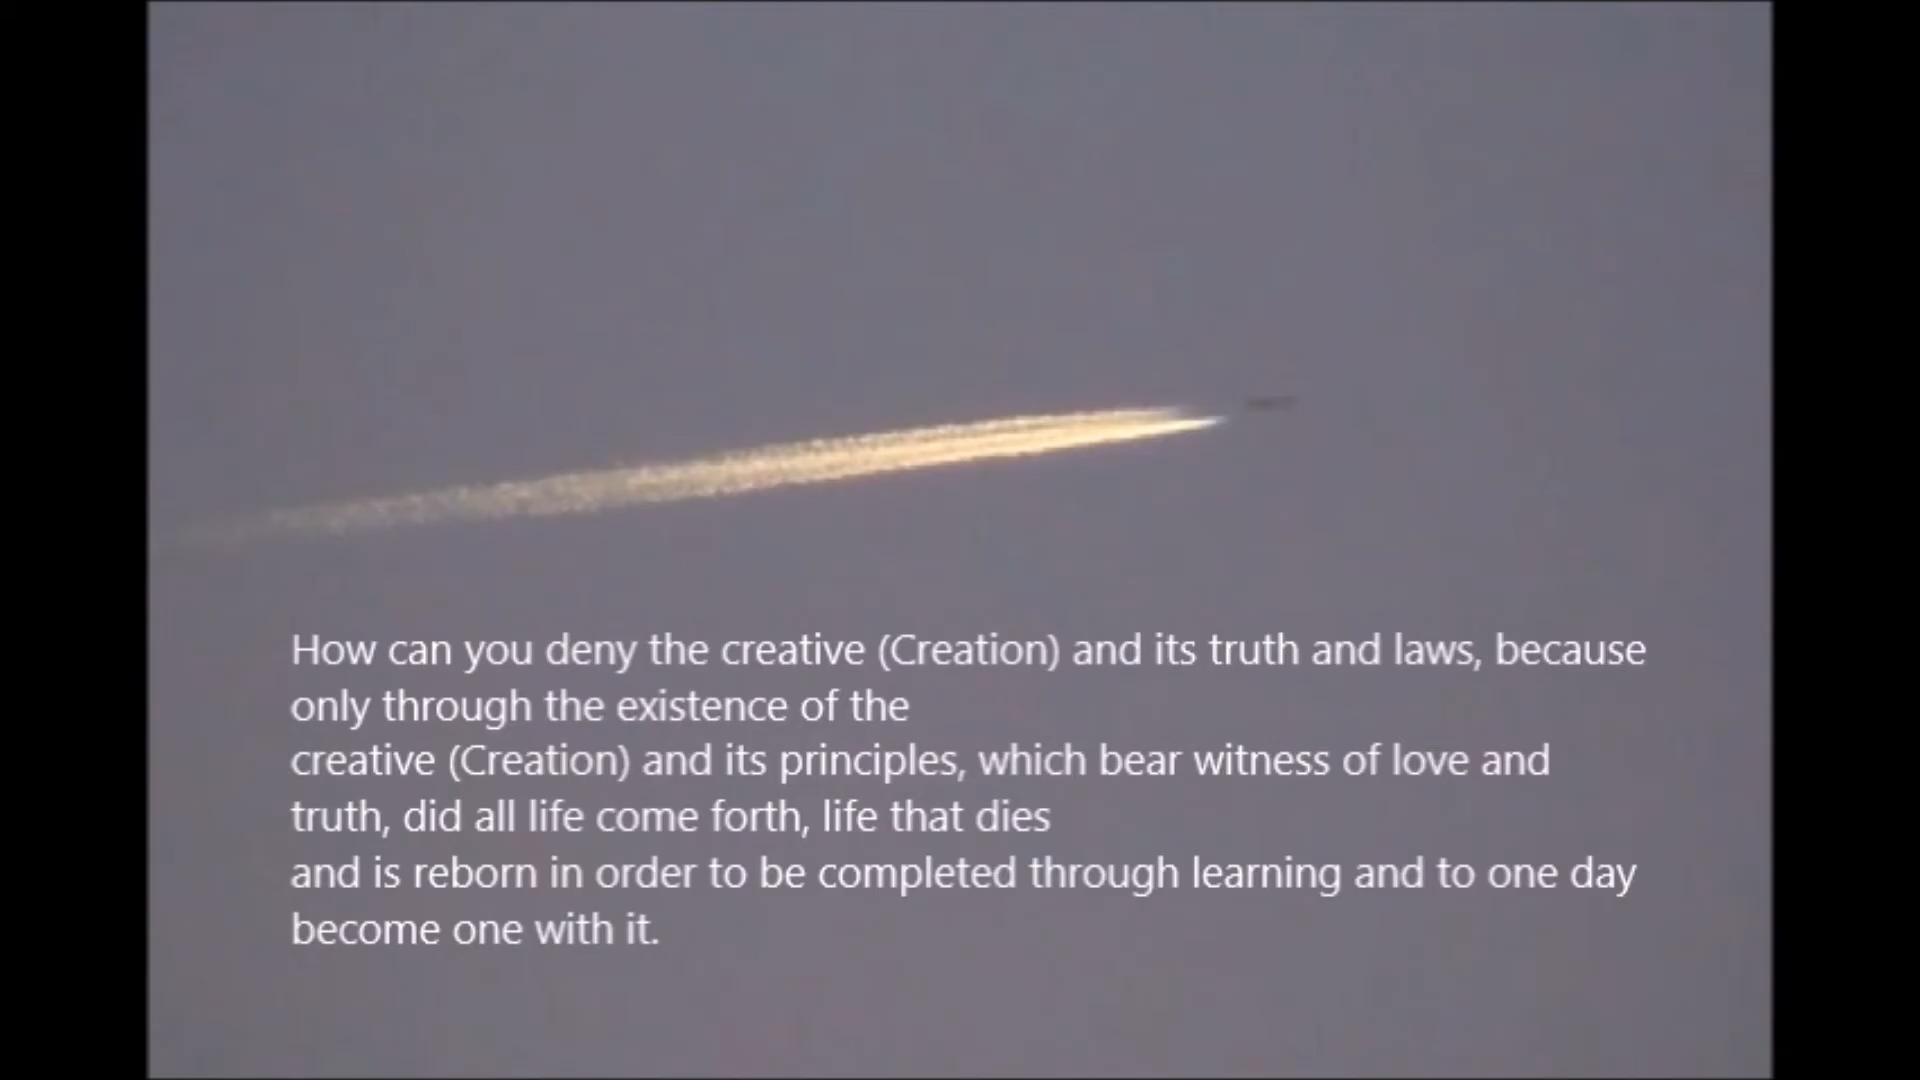 How can you deny the creative (Creation) and its truth and laws, because
only through the existence of the
creative (Creation) and its principles, which bear witness of love and
truth, did all life come forth, life that dies
and is reborn in order to be completed through learning and to one day
become one with it.